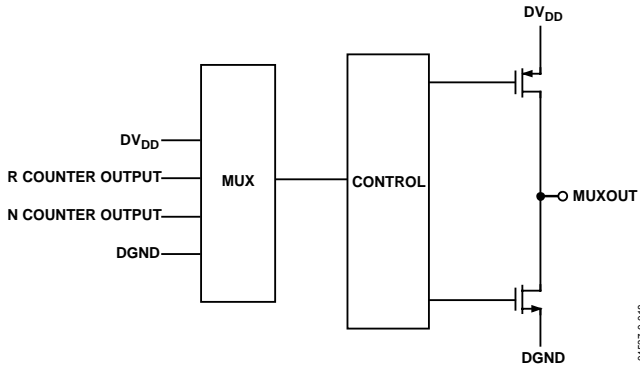 DVDD
DVDD
R COUNTER OUTPUT
N COUNTER OUTPUT
DGND
MUX
CONTROL
MUXOUT
DGND